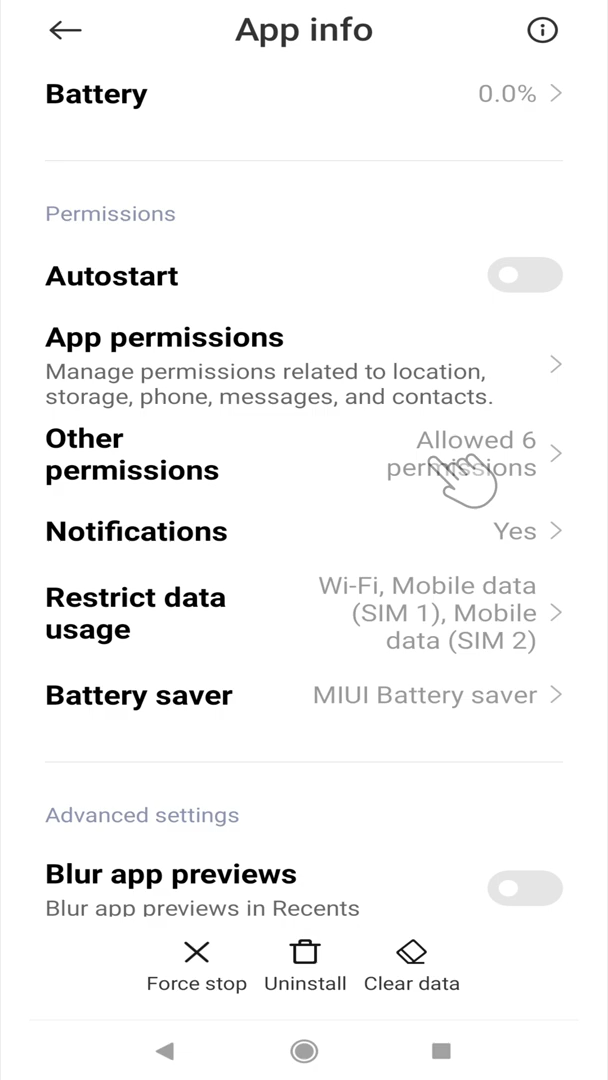 App info
Battery
0.0%
Permissions
Autostart
App permissions
Manage permissions related to location,
storage, phone, messages, and contacts.
Other
permissions
Allowed 6
permissions
Notifications
Yes
Restrict data
usage
Wi-Fi, Mobile data
(SIM 1), Mobile
data (SIM 2)
Battery saver
MIUI Battery saver
Advanced settings
Blur app previews
Blur app previews in Recents
Force stop
Uninstall
Clear data